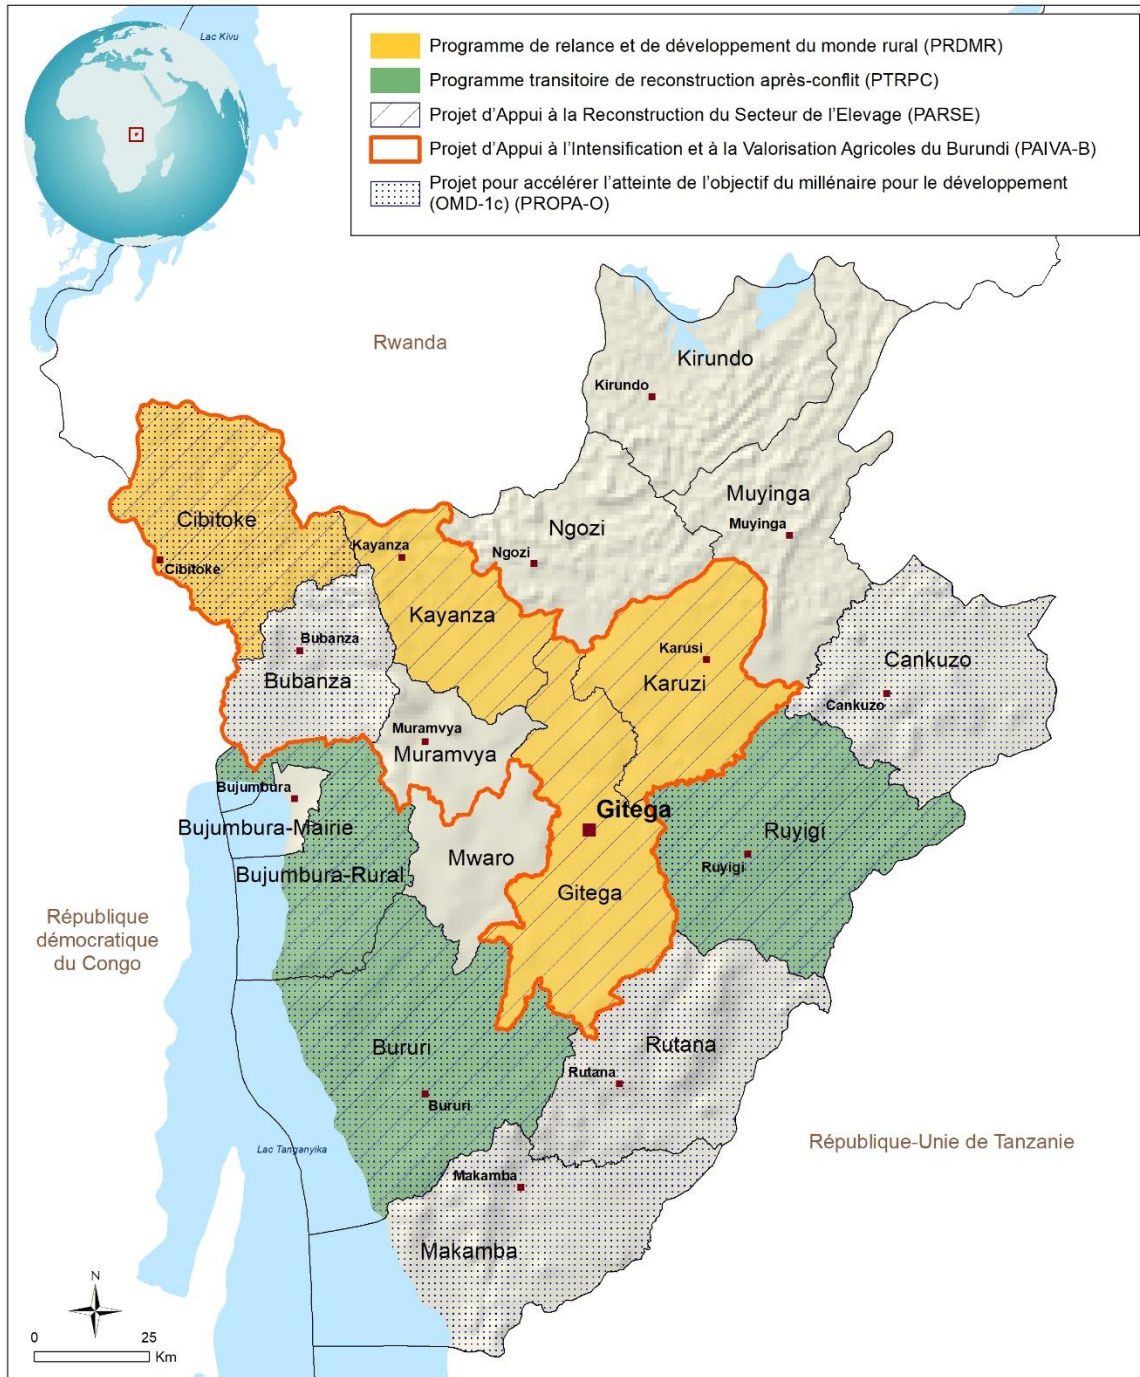 Lac Kivu
Programme de relance et de développement du monde rural (PRDMR)
Programme transitoire de reconstruction après-conflit (PTRPC)
Projet d'Appui à la Reconstruction du Secteur de l'Elevage (PARSE)
Projet d'Appui à l'Intensification et à la Valorisation Agricoles du Burundi (PAIVA-B)
Projet pour accélérer l'atteinte de l'objectif du millénaire pour le développement
(OMD-1c) (PROPA-O)
Rwanda
Kirundo
Kirundo
Muyinga
Muyinga
Ngozi
Ngozi
Cibitoke
Cibitoke
Kayanza
Kayanza
Bubanza
Bubanza
Karusi
Karuzi
Cankuzo
Cankuzo
Muramvya
Muramvya
Bujumbura
Bujumbura-Mairie
Gitega
Ruyigi
Ruyigi
Mwaro
Bujumbura-Rural
Gitega
République
démocratique
du Congo
Bururi
Bururi
Rutana
Rutana
République-Unie de Tanzanie
Lac Tanganyika
Makamba
Makamba
N
0 25
Km